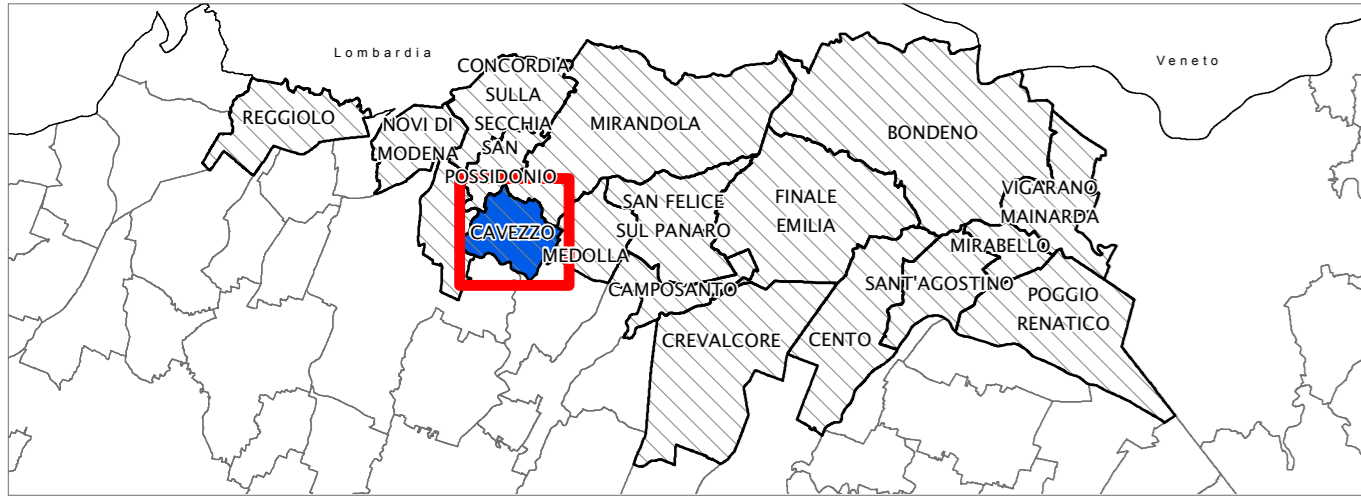 Lombardia
Veneto
CONCORDIA
SULLA
SECCHIA
REGGIOLO
NOVI DI
MODENA
SAN
POSSIDONIO
MIRANDOLA
BONDENO
CAVEZZO
MEDOLLA
SAN FELICE
SUL PANARO
FINALE
EMILIA
VIGARANO
MAINARDA
MIRABELLO
CAMPOSANTO
SANT'AGOSTINO
POGGIO
RENATICO
CREVALCORE
CENTO